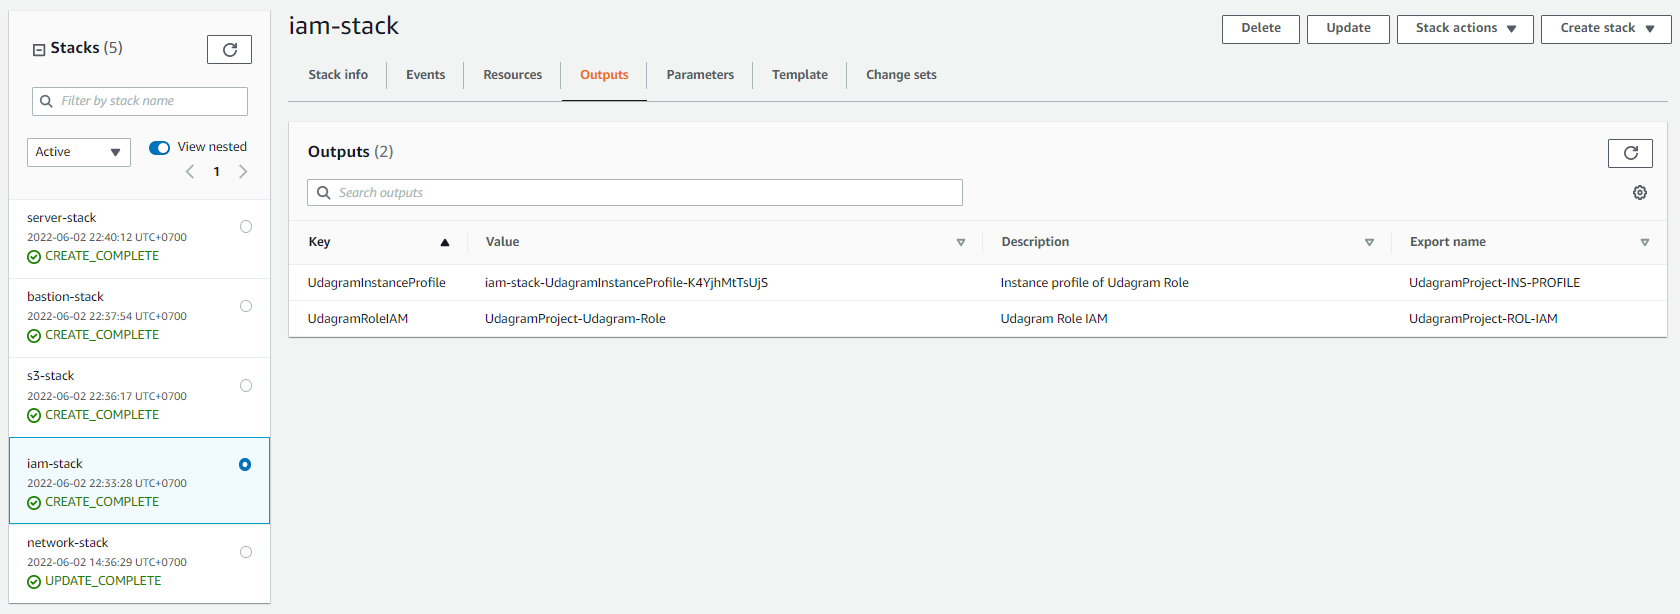 Stacks (5)
Filter by stack name
Active
View nested
1
server-stack
2022-06-02 22:40:12 UTC+0700
CREATE_COMPLETE
bastion-stack
2022-06-02 22:37:54 UTC+0700
CREATE_COMPLETE
s3-stack
2022-06-02 22:36:17 UTC+0700
CREATE_COMPLETE
iam-stack
2022-06-02 22:33:28 UTC+0700
CREATE_COMPLETE
network-stack
2022-06-02 14:36:29 UTC+0700
UPDATE_COMPLETE
iam-stack
Delete Update Stack actions Create stack
Stack info Events Resources Outputs Parameters Template Change sets
Outputs (2)
Search outputs
Key Value Description Export name
UdagramInstanceProfile iam-stack-UdagramInstanceProfile-K4YjhMtTsUjS Instance profile of Udagram Role UdagramProject-INS-PROFILE
UdagramRoleIAM UdagramProject-Udagram-Role Udagram Role IAM UdagramProject-ROL-IAM